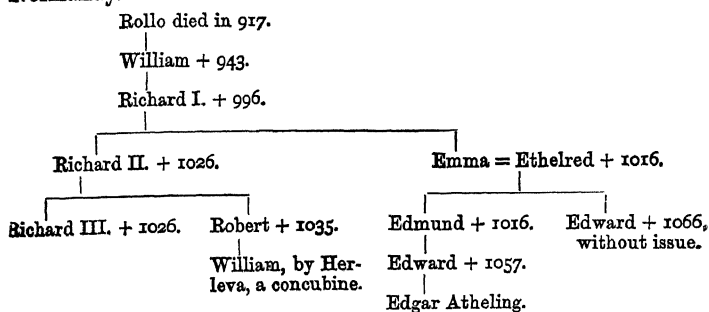 Rollo died in 917.
William + 943.
Richard I. + 996.
Richard II. + 1026.
Emma = Ethelred + 1016.
Richard III. + 1026.
Robert + 1035.
Edmund + 1016.
Edward + 1066,
without issue.
William, by Her-
leva, a concubine.
Edward + 1057.
Edgar Atheling.